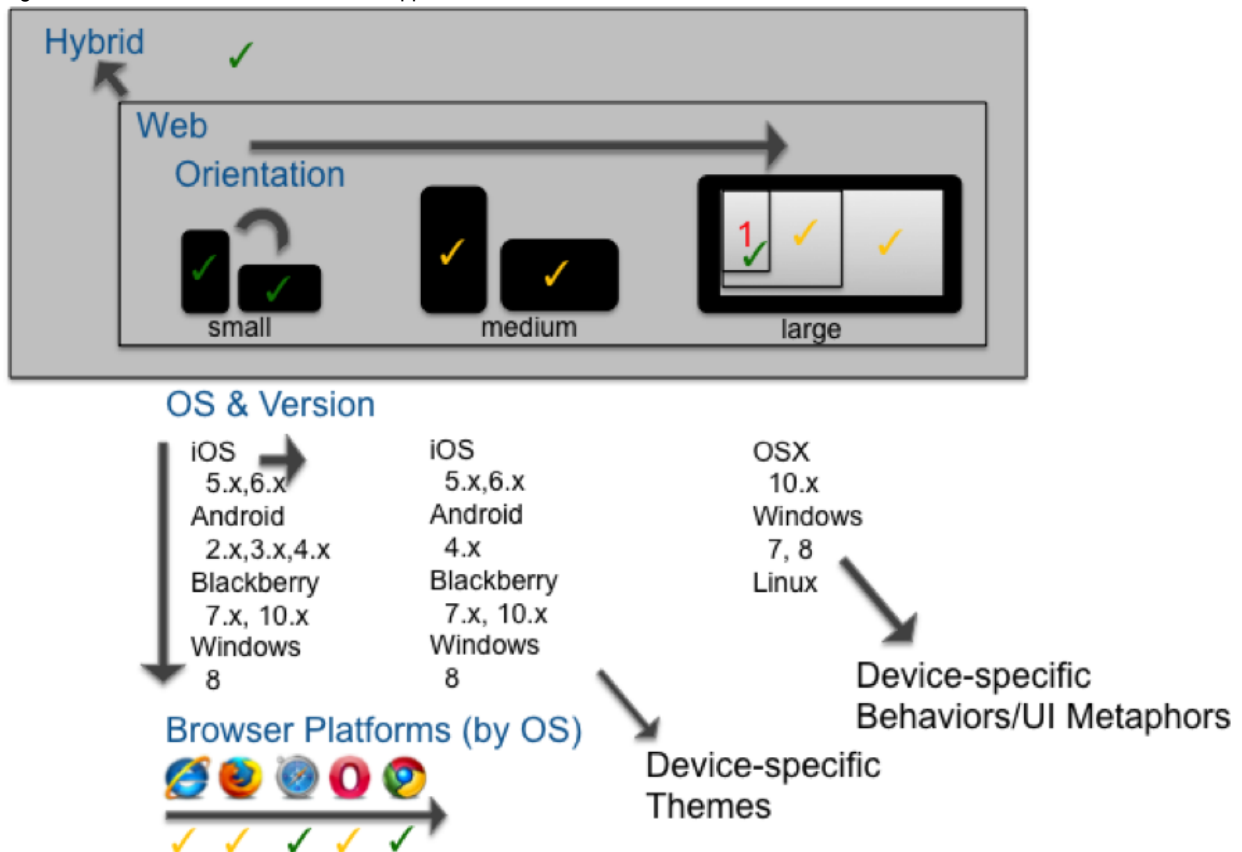 Hybrid
Web
Orientation
1
small
medium
large
OS & Version
iOS
5.x,6.x
Android
2.x,3.x,4.x
Blackberry
7.x, 10.x
Windows
8
iOS
5.x,6.x
Android
4.x
Blackberry
7.x, 10.x
Windows
8
OSX
10.x
Windows
7, 8
Linux
Device-specific
Behaviors/UI Metaphors
Browser Platforms (by OS)
Device-specific
Themes